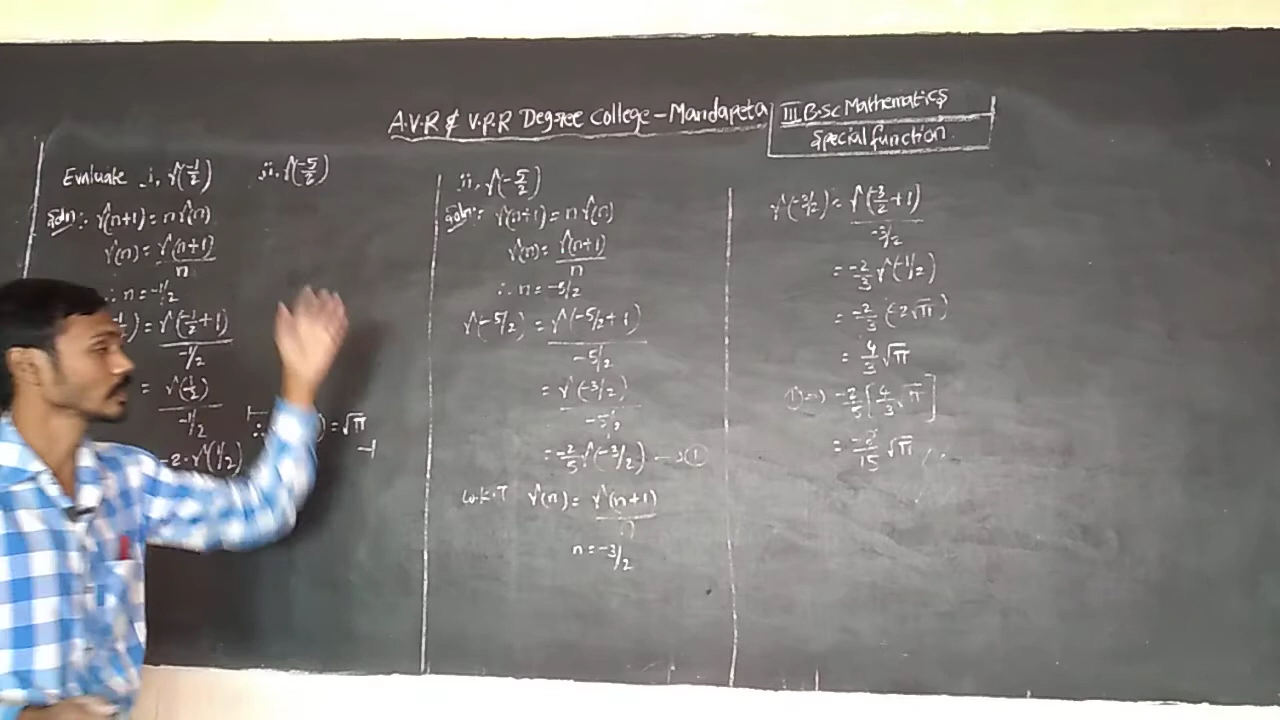 A.V.R & V.P.R Degree College - Mandapeta
III B.Sc Mathematics
Special function
Evaluate i, Γ(-1/2) ii. Γ(-5/2)
Soln: Γ(n+1) = n Γ(n)
Γ(n) = Γ(n+1)/n
∴ n = -1/2
= Γ(-1/2 + 1)/(-1/2)
= Γ(1/2)/(-1/2)
∴ ) = √π
-2 · Γ(1/2)
ii, Γ(-5/2)
Soln: Γ(n+1) = n Γ(n)
Γ(n) = Γ(n+1)/n
∴ n = -5/2
Γ(-5/2) = Γ(-5/2 + 1)/(-5/2)
= Γ(-3/2)/(-5/2)
= -2/5 Γ(-3/2) → ①
W.K.T Γ(n) = Γ(n+1)/n
n = -3/2
Γ(-3/2) = Γ(-3/2 + 1)/(-3/2)
= -2/3 Γ(-1/2)
= -2/3 (-2√π)
= 4/3 √π
①⇒ -2/5 [4/3 √π]
= /15 √π